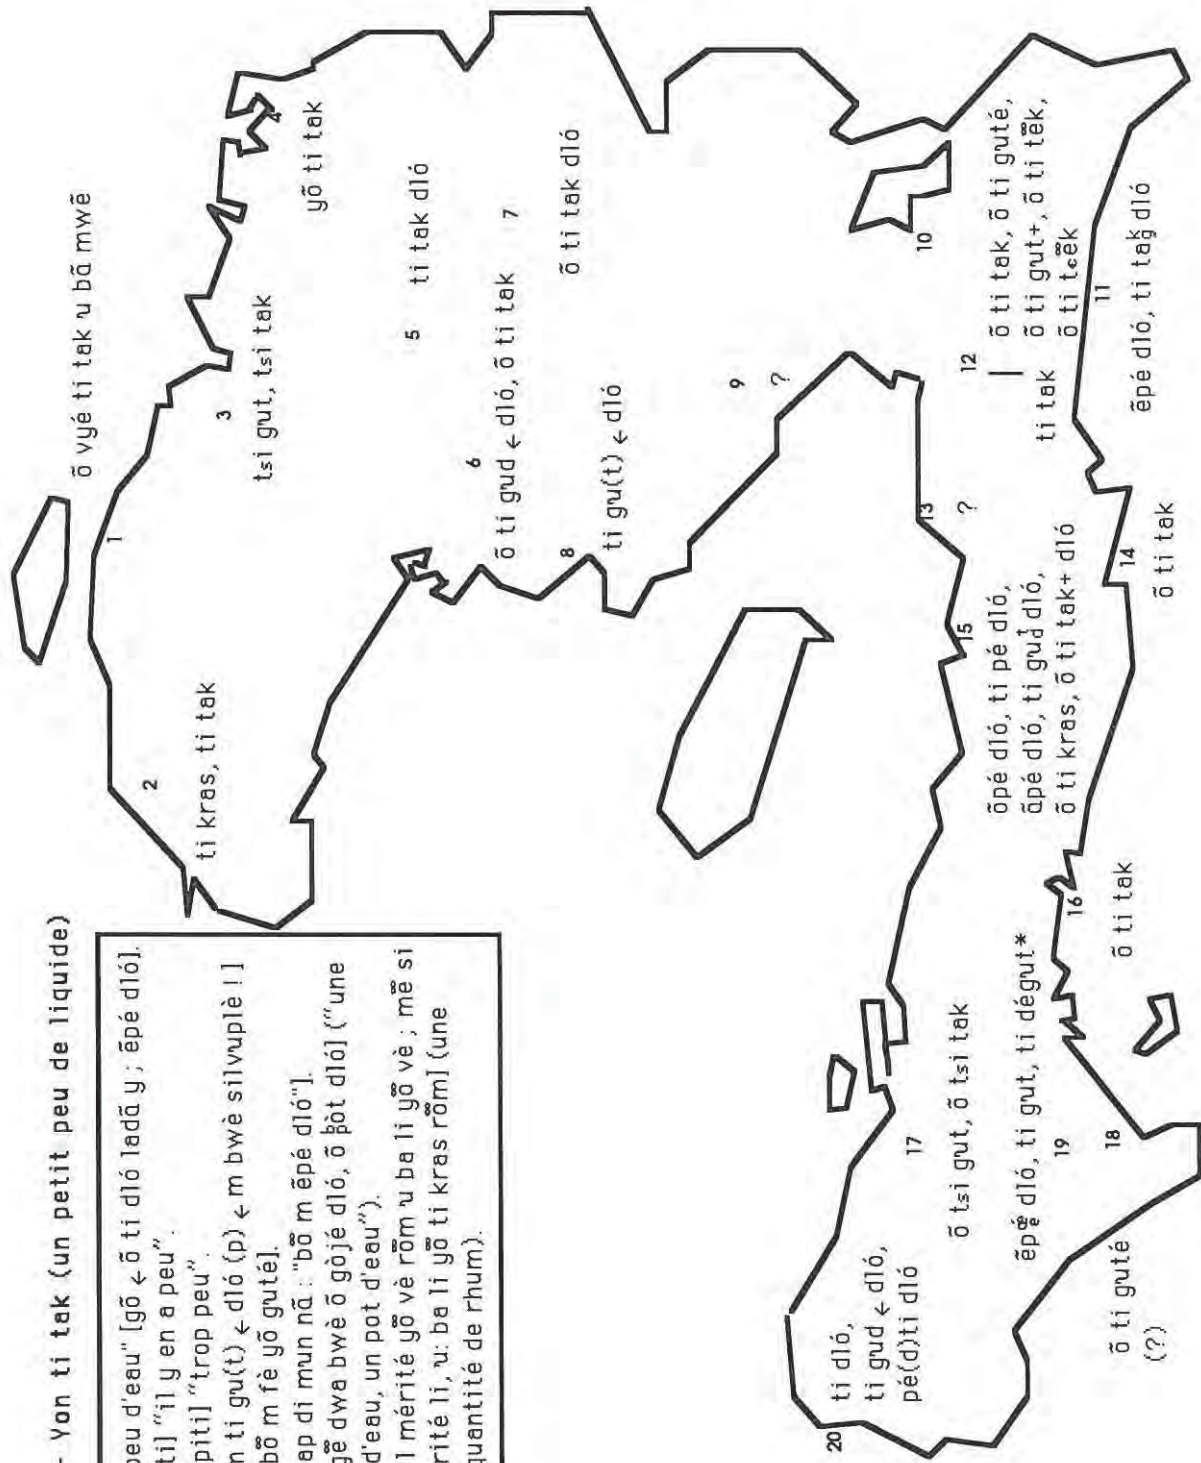 - Yon ti tak (un petit peu de liquide)
peu d'eau" [gõ ← õ ti dló ladã y ; ẽpé dló].
ti] "il y en a peu".
piti] "trop peu".
n ti gu(t) ← dló (p) ← m bwè silvuplè ! ]
bõ m fè yõ guté].
ap di mun nã : "bõ m ẽpé dló"].
gẽ dwa bwè õ gòjé dló, õ pòt dló] ("une
d'eau, un pot d'eau").
l mérité yõ vè rõm u ba li yõ vè ; mẽ si
rité li, u: ba li yõ ti kras rõm] (une
quantité de rhum).
õ vyé ti tak u bã mwẽ
1
2
ti kras, ti tak
3
tsi gut, tsi tak
4
yõ ti tak
5
ti tak dló
6
õ ti gud ← dló, õ ti tak
7
õ ti tak dló
8
ti gu(t) ← dló
9
?
10
12
ti tak
õ ti tak, õ ti guté,
õ ti gut+, õ ti tẽk,
11
ẽpé dló, ti tak dló
13
?
14
õ ti tak
15
õpé dló, ti pé dló,
ãpé dló, ti gud dló,
õ ti kras, õ ti tak+ dló
16
õ ti tak
17
õ tsi gut, õ tsi tak
dló, ti gut, ti dégut*
19
18
õ ti guté
(?)
20
ti dló,
ti gud ← dló,
pé(d)ti dló